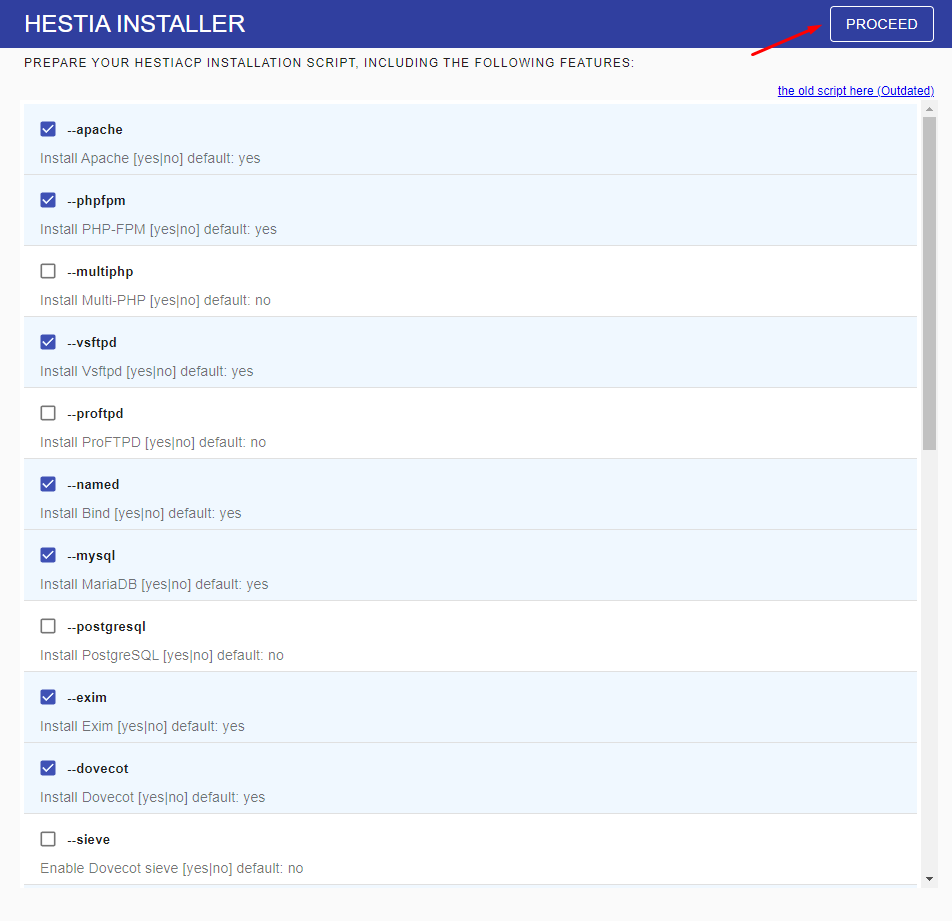 HESTIA INSTALLER
PROCEED
PREPARE YOUR HESTIACP INSTALLATION SCRIPT, INCLUDING THE FOLLOWING FEATURES:
the old script here (Outdated)
--apache
Install Apache [yes|no] default: yes
--phpfpm
Install PHP-FPM [yes|no] default: yes
--multiphp
Install Multi-PHP [yes|no] default: no
--vsftpd
Install Vsftpd [yes|no] default: yes
--proftpd
Install ProFTPD [yes|no] default: no
--named
Install Bind [yes|no] default: yes
--mysql
Install MariaDB [yes|no] default: yes
--postgresql
Install PostgreSQL [yes|no] default: no
--exim
Install Exim [yes|no] default: yes
--dovecot
Install Dovecot [yes|no] default: yes
--sieve
Enable Dovecot sieve [yes|no] default: no